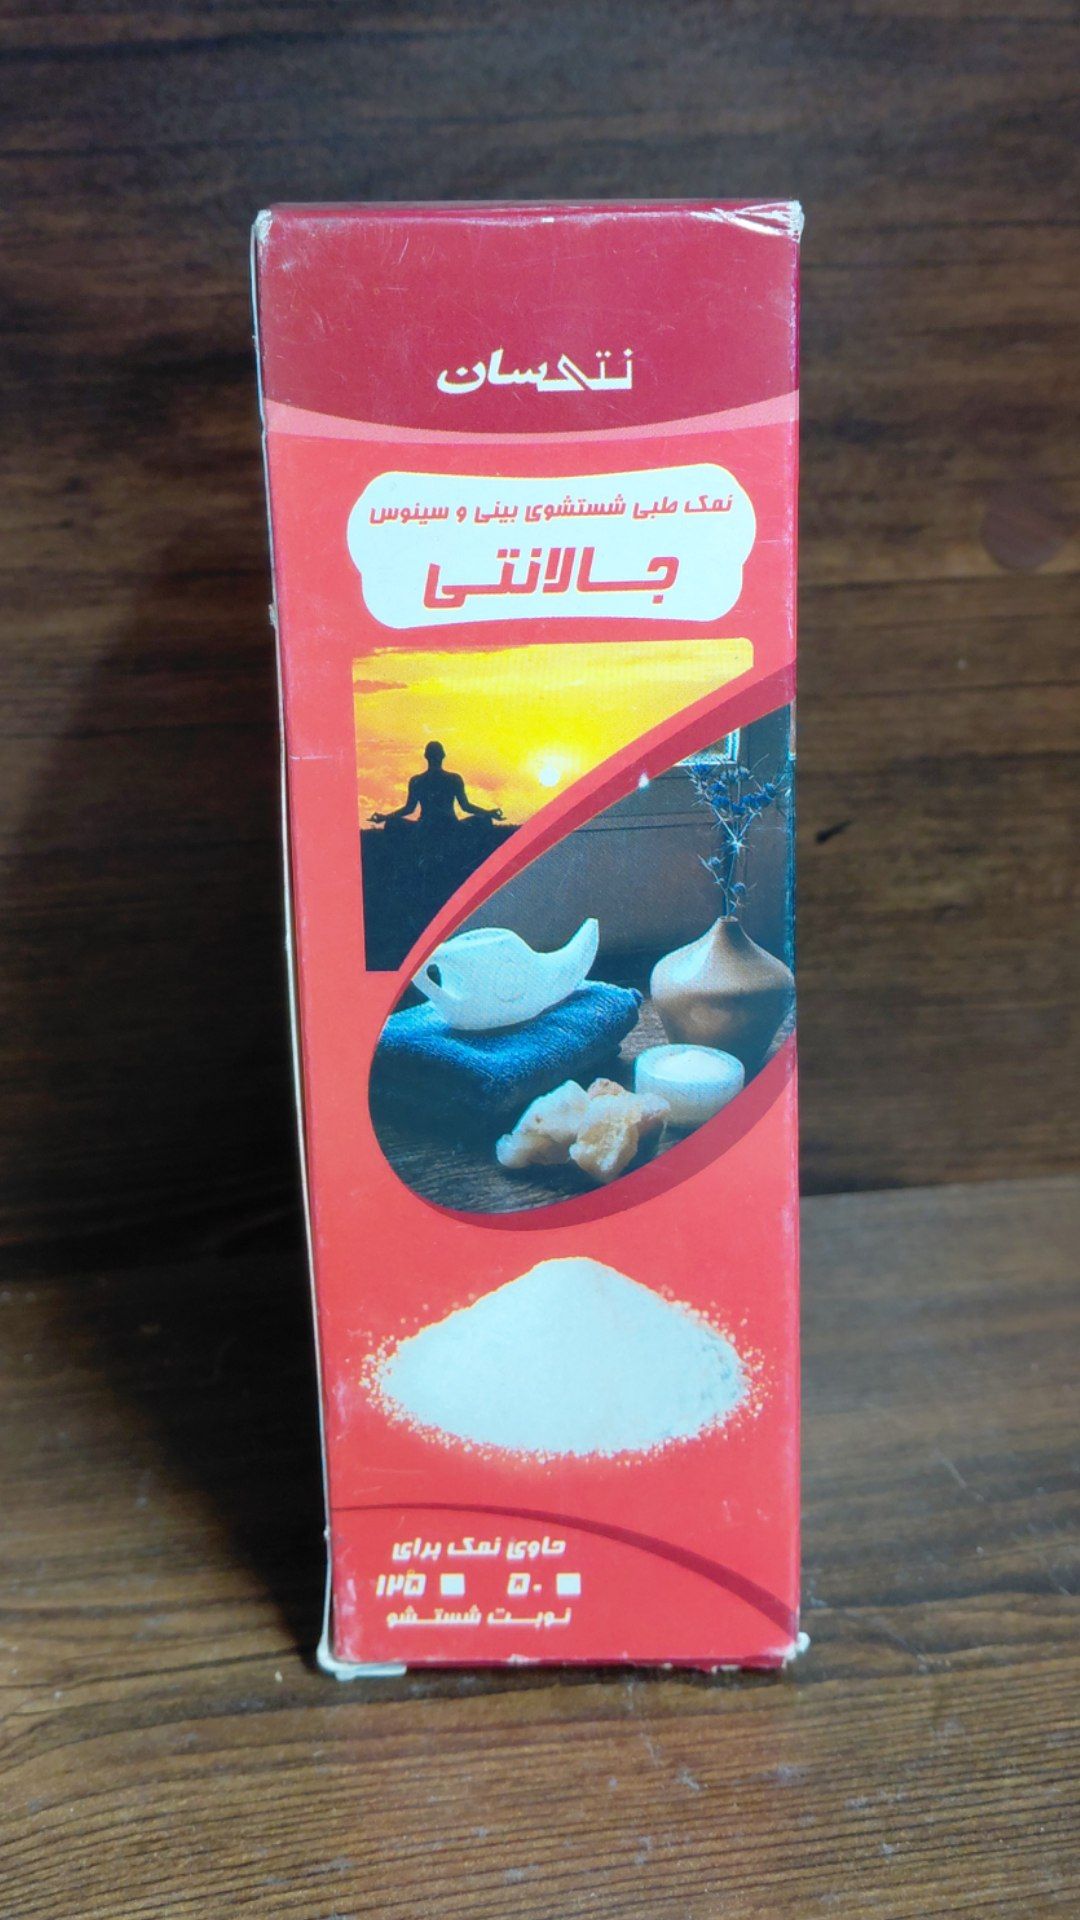 نتی‌سان
نمک طبی شستشوی بینی و سینوس
جالانتی
حاوی نمک برای
۵۰ ۱۲۵
نوبت شستشو